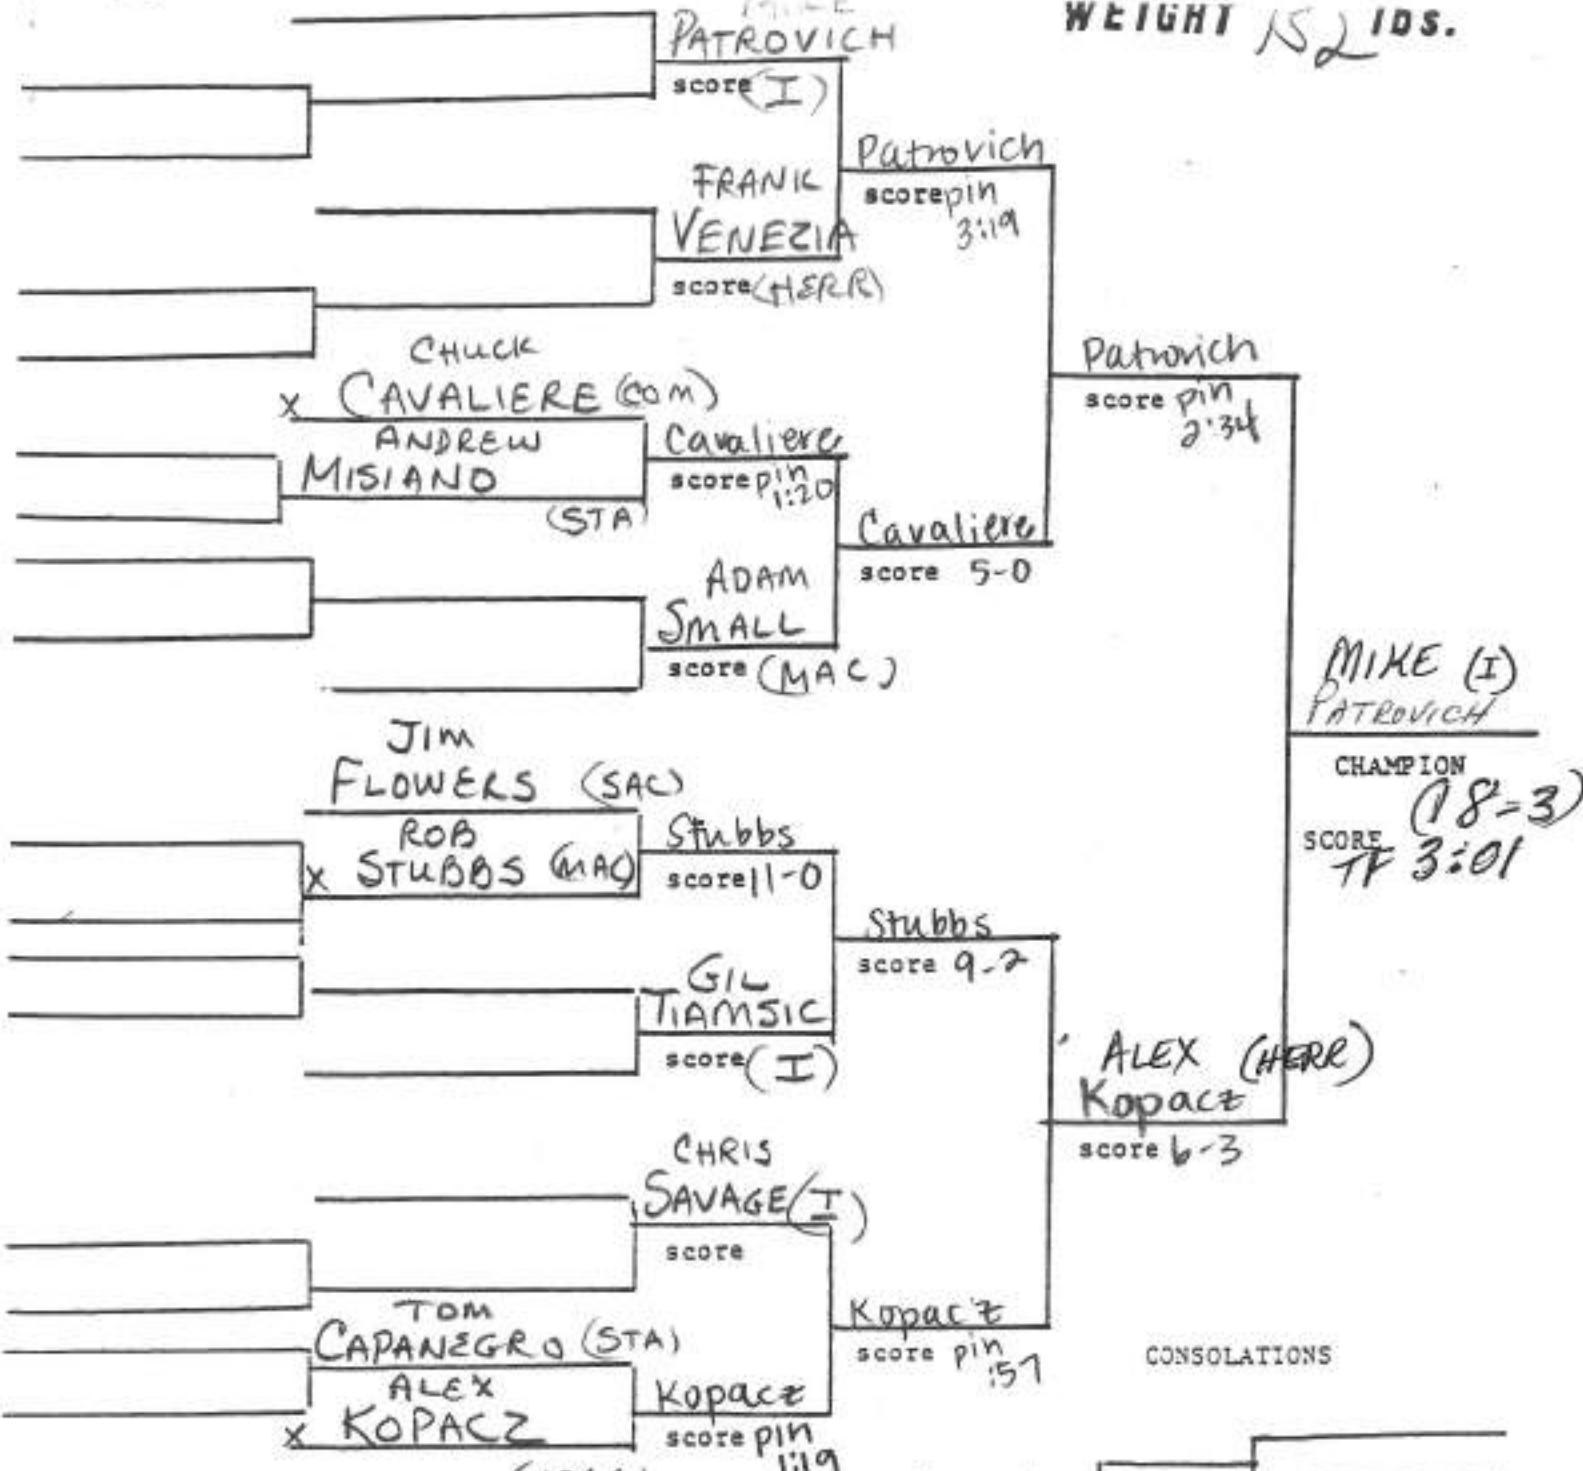 MIKE
PATROVICH
WEIGHT 152 lbs.
score (I)
Patrovich
score pin
3:19
FRANK
VENEZIA
score (HERR)
CHUCK
x CAVALIERE (COM)
ANDREW
MISIANO
(STA)
Cavaliere
score pin
1:20
Patrovich
score pin
2:34
Cavaliere
score 5-0
ADAM
SMALL
score (MAC)
MIKE (I)
PATROVICH
CHAMPION
(18-3)
SCORE
TF 3:01
JIM
FLOWERS (SAC)
ROB
x STUBBS (MAC)
Stubbs
score 11-0
Stubbs
score 9-2
GIL
TIAMSIC
score (I)
ALEX (HERR)
Kopacz
score 6-3
CHRIS
SAVAGE (I)
score
TOM
CAPANEGRO (STA)
ALEX
x KOPACZ
Kopacz
score pin
:57
Kopacz
score pin
1:19
CONSOLATIONS